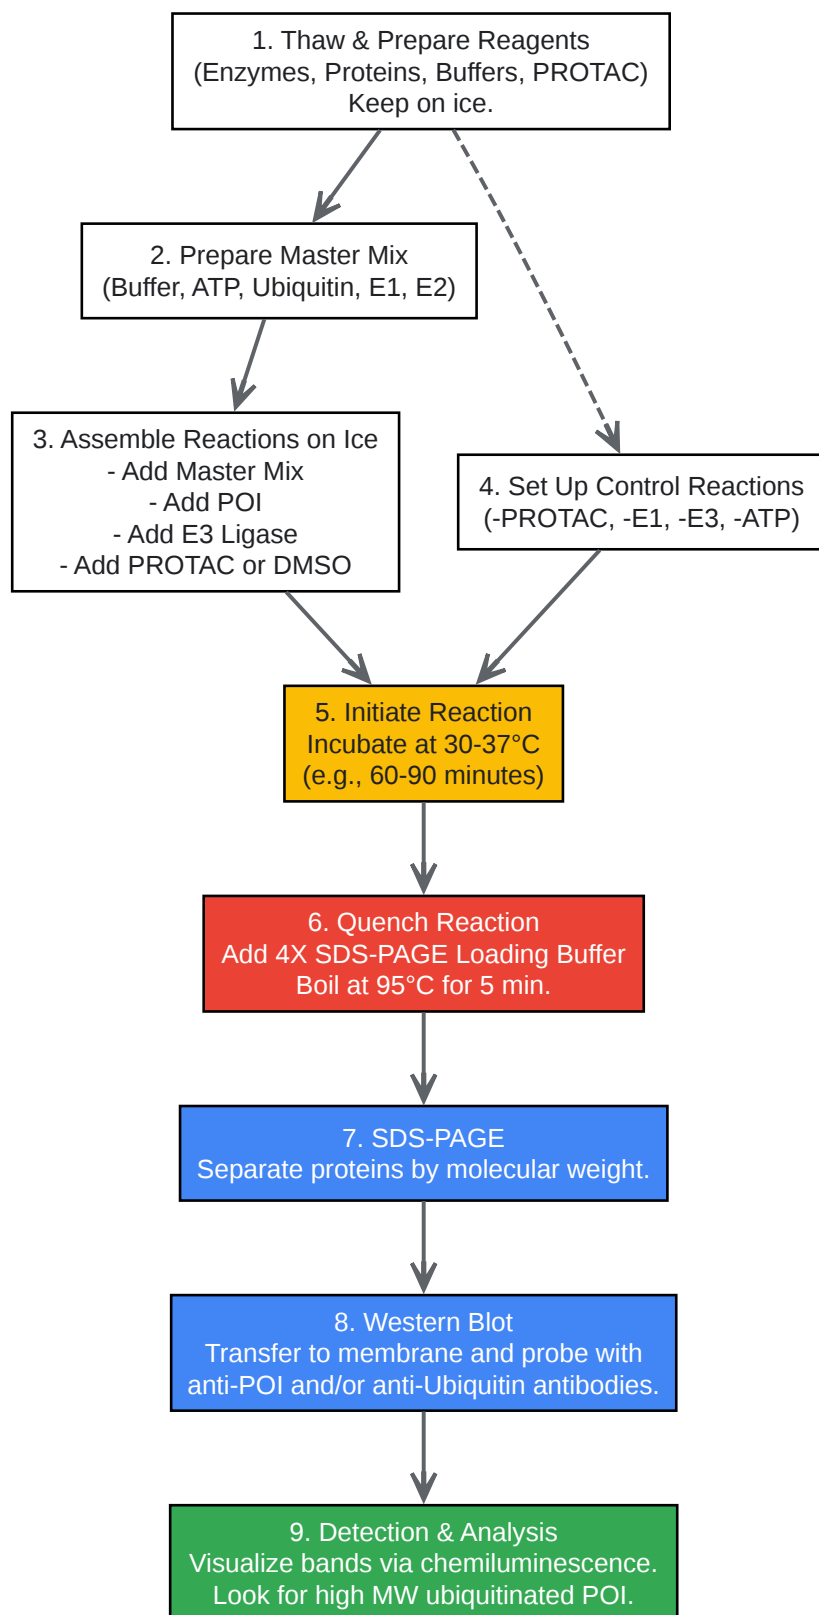 1. Thaw & Prepare Reagents
(Enzymes, Proteins, Buffers, PROTAC)
Keep on ice.
2. Prepare Master Mix
(Buffer, ATP, Ubiquitin, E1, E2)
3. Assemble Reactions on Ice
- Add Master Mix
- Add POI
- Add E3 Ligase
- Add PROTAC or DMSO
4. Set Up Control Reactions
(-PROTAC, -E1, -E3, -ATP)
5. Initiate Reaction
Incubate at 30-37°C
(e.g., 60-90 minutes)
6. Quench Reaction
Add 4X SDS-PAGE Loading Buffer
Boil at 95°C for 5 min.
7. SDS-PAGE
Separate proteins by molecular weight.
8. Western Blot
Transfer to membrane and probe with
anti-POI and/or anti-Ubiquitin antibodies.
9. Detection & Analysis
Visualize bands via chemiluminescence.
Look for high MW ubiquitinated POI.